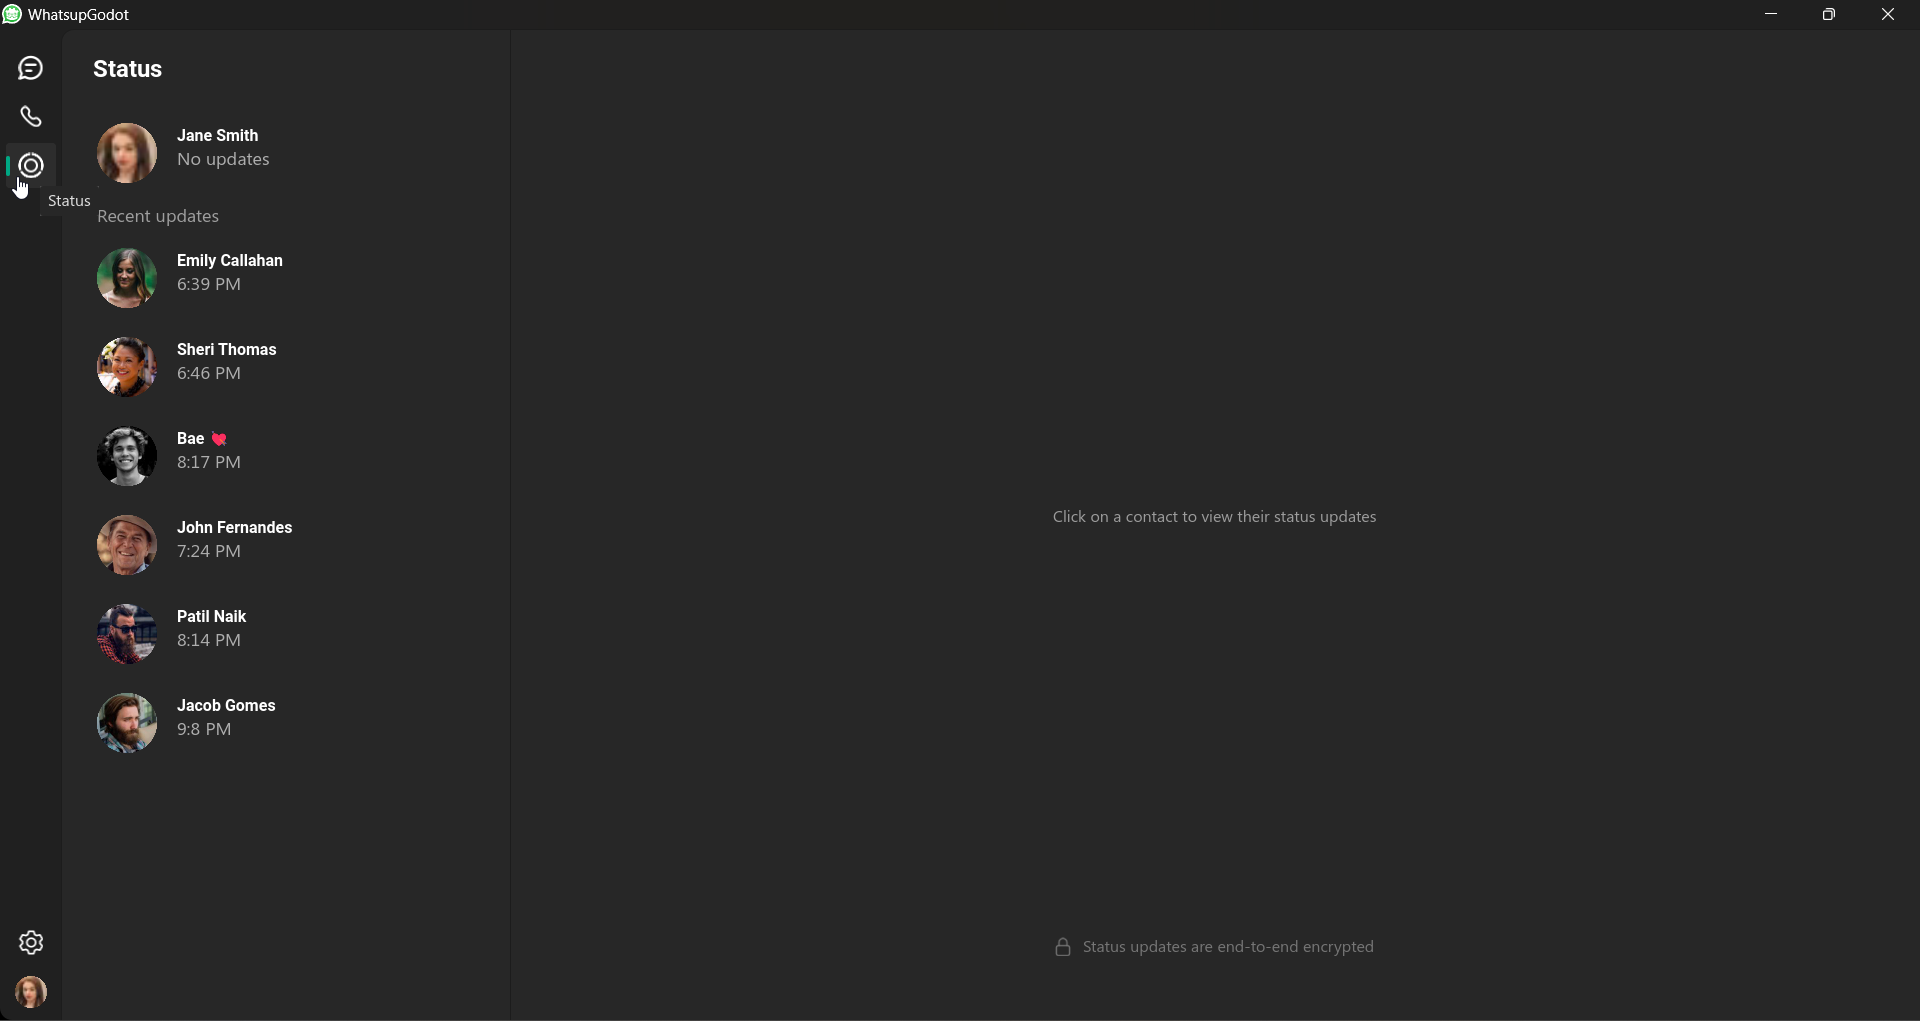 WhatsupGodot
Status
Jane Smith
No updates
Status
Recent updates
Emily Callahan
6:39 PM
Sheri Thomas
6:46 PM
Bae 💘
8:17 PM
John Fernandes
7:24 PM
Patil Naik
8:14 PM
Jacob Gomes
9:8 PM
Click on a contact to view their status updates
Status updates are end-to-end encrypted